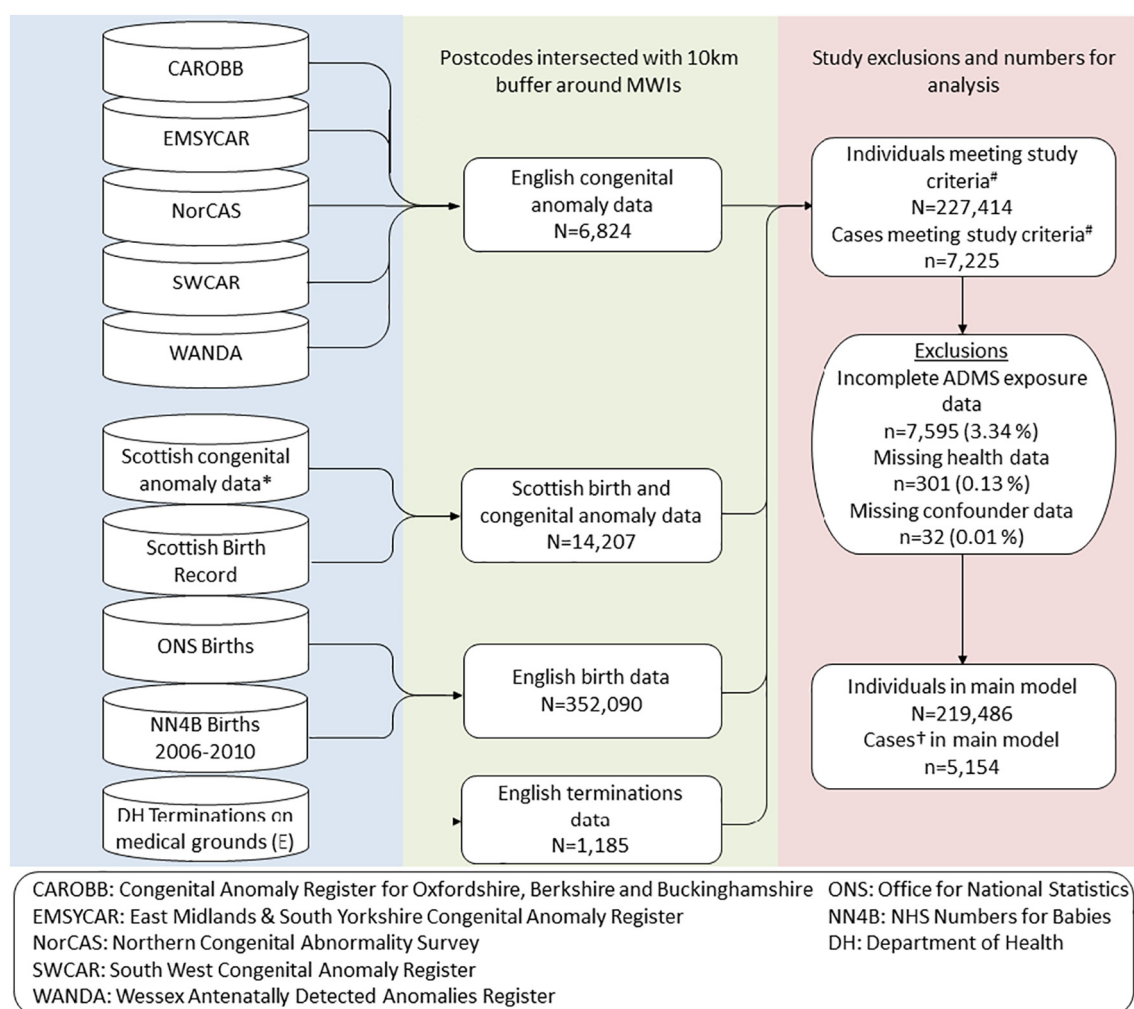 CAROBB
EMSYCAR
NorCAS
SWCAR
WANDA
Scottish congenital
anomaly data*
Scottish Birth
Record
ONS Births
NN4B Births
2006-2010
DH Terminations on
medical grounds (E)
Postcodes intersected with 10km
buffer around MWIs
English congenital
anomaly data
N=6,824
Scottish birth and
congenital anomaly data
N=14,207
English birth data
N=352,090
English terminations
data
N=1,185
Study exclusions and numbers for
analysis
Individuals meeting study
criteria#
N=227,414
Cases meeting study criteria#
n=7,225
Exclusions
Incomplete ADMS exposure
data
n=7,595 (3.34 %)
Missing health data
n=301 (0.13 %)
Missing confounder data
n=32 (0.01 %)
Individuals in main model
N=219,486
Cases† in main model
n=5,154
CAROBB: Congenital Anomaly Register for Oxfordshire, Berkshire and Buckinghamshire
EMSYCAR: East Midlands & South Yorkshire Congenital Anomaly Register
NorCAS: Northern Congenital Abnormality Survey
SWCAR: South West Congenital Anomaly Register
WANDA: Wessex Antenatally Detected Anomalies Register
ONS: Office for National Statistics
NN4B: NHS Numbers for Babies
DH: Department of Health